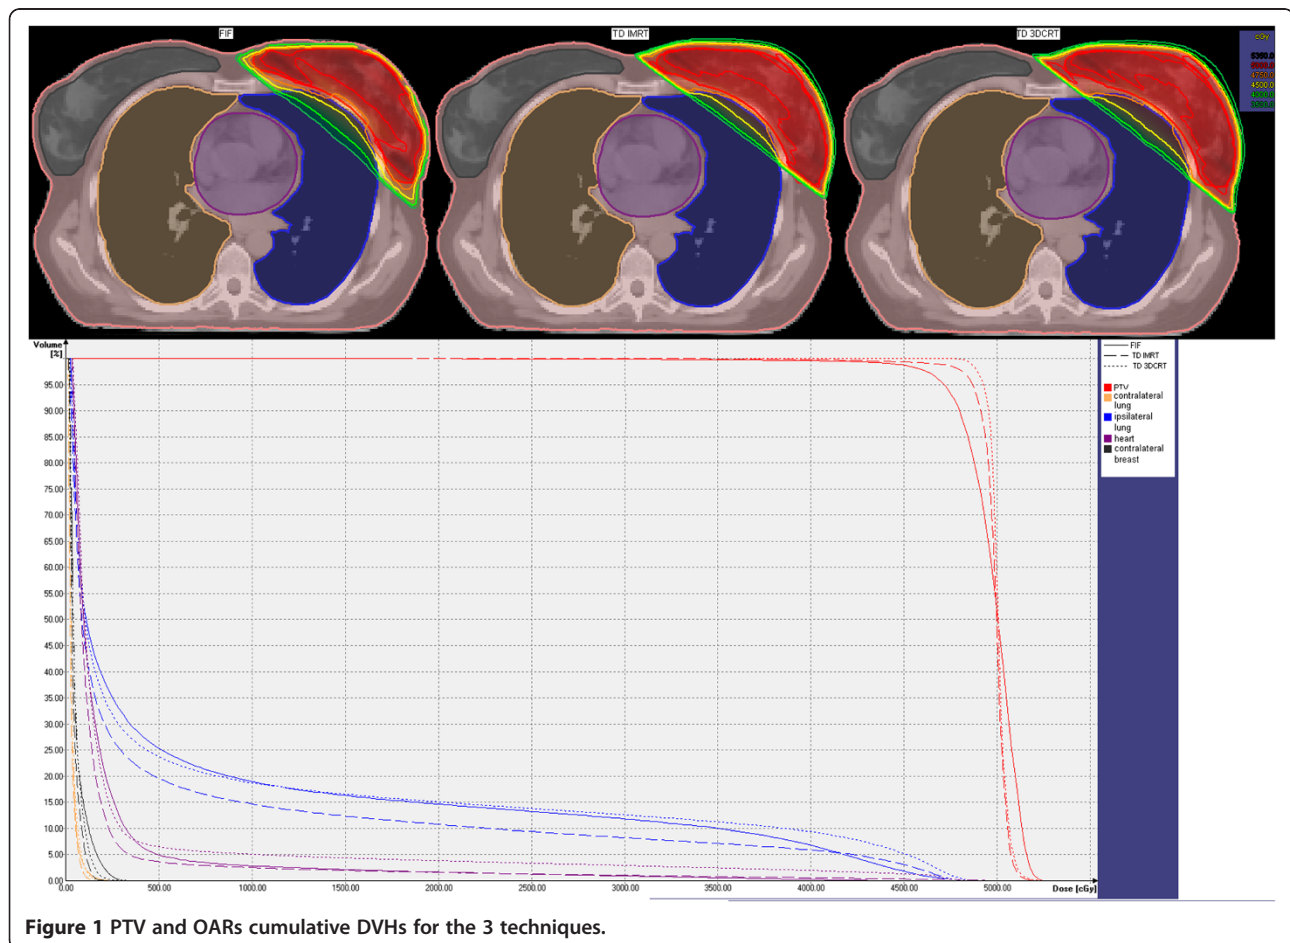 FIF
TD IMRT
TD 3DCRT
cGy
4750.0
4500.0
Volume
[%]
95.00
90.00
85.00
80.00
75.00
70.00
65.00
60.00
55.00
50.00
45.00
40.00
35.00
30.00
25.00
20.00
15.00
10.00
5.00
0.00
0.00 500.00 1000.00 1500.00 2000.00 2500.00 3000.00 3500.00 4000.00 4500.00 5000.00 Dose [cGy]
FIF
TD IMRT
TD 3DCRT
PTV
contralateral
lung
ipsilateral
lung
heart
contralateral
breast
Figure 1 PTV and OARs cumulative DVHs for the 3 techniques.